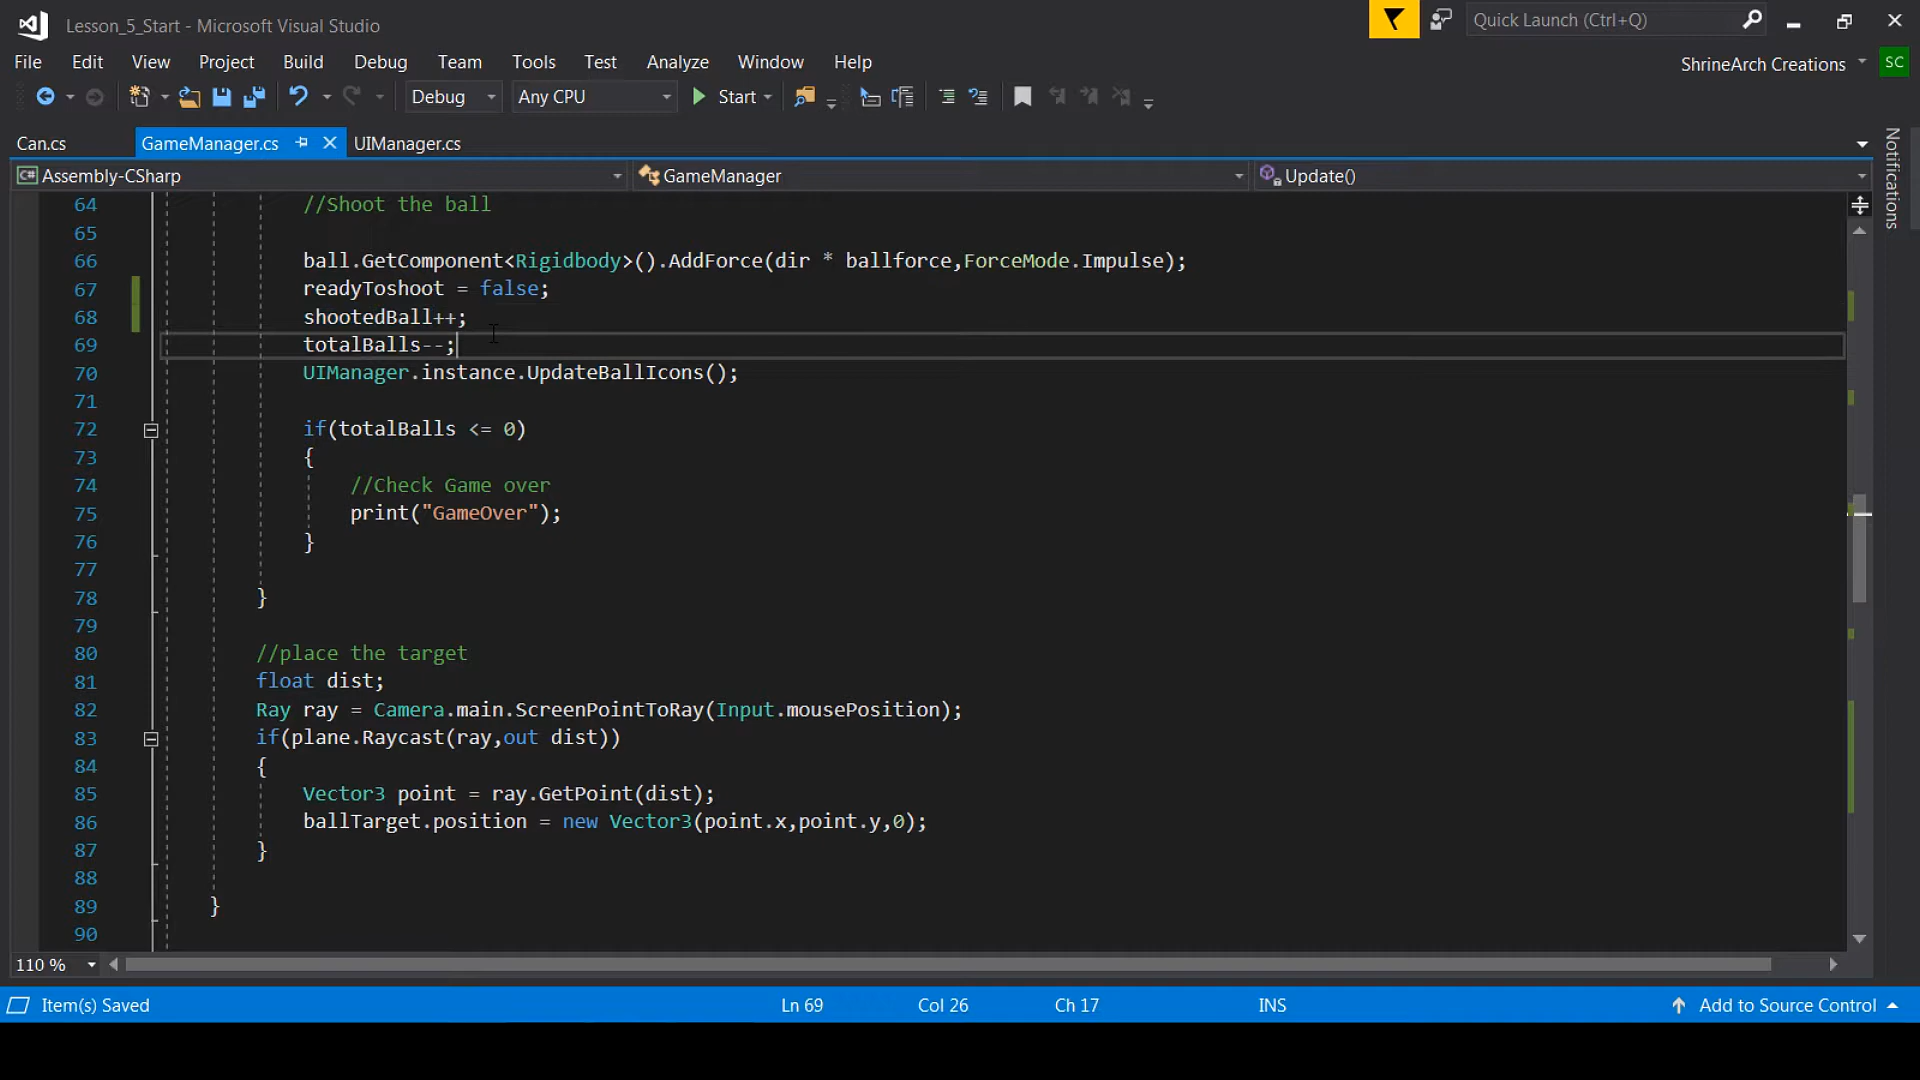 Lesson_5_Start - Microsoft Visual Studio
Quick Launch (Ctrl+Q)
File Edit View Project Build Debug Team Tools Test Analyze Window Help
ShrineArch Creations SC
Debug Any CPU Start
Can.cs GameManager.cs UIManager.cs
Notifications
C# Assembly-CSharp GameManager Update()
64 //Shoot the ball
65
66 ball.GetComponent<Rigidbody>().AddForce(dir * ballforce,ForceMode.Impulse);
67 readyToshoot = false;
68 shootedBall++;
69 totalBalls--;
70 UIManager.instance.UpdateBallIcons();
71
72 if(totalBalls <= 0)
73 {
74 //Check Game over
75 print("GameOver");
76 }
77
78 }
79
80 //place the target
81 float dist;
82 Ray ray = Camera.main.ScreenPointToRay(Input.mousePosition);
83 if(plane.Raycast(ray,out dist))
84 {
85 Vector3 point = ray.GetPoint(dist);
86 ballTarget.position = new Vector3(point.x,point.y,0);
87 }
88
89 }
90
110 %
Item(s) Saved Ln 69 Col 26 Ch 17 INS Add to Source Control